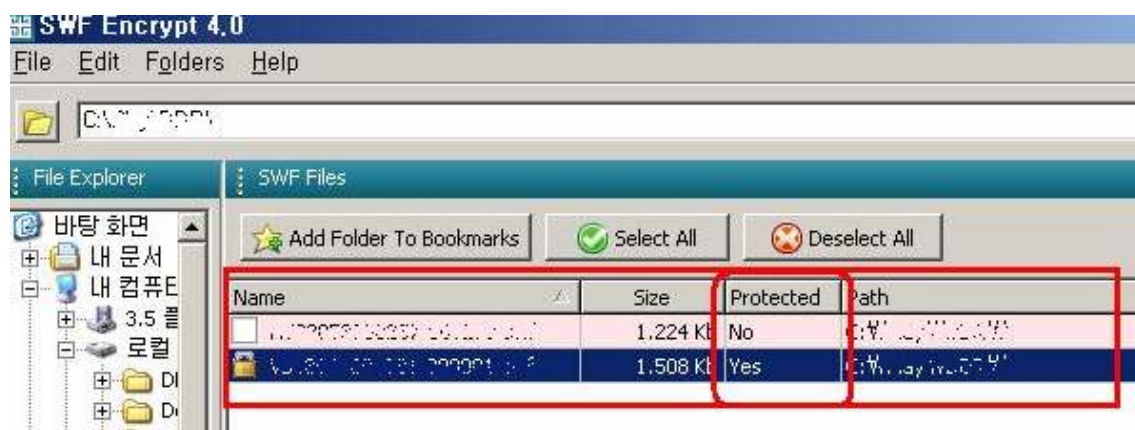 SWF Encrypt 4.0
File Edit Folders Help
File Explorer
SWF Files
바탕 화면
내 문서
내 컴퓨터
3.5
로컬
Add Folder To Bookmarks
Select All
Deselect All
Name Size Protected Path
1.224 Kb No
1.508 Kb Yes